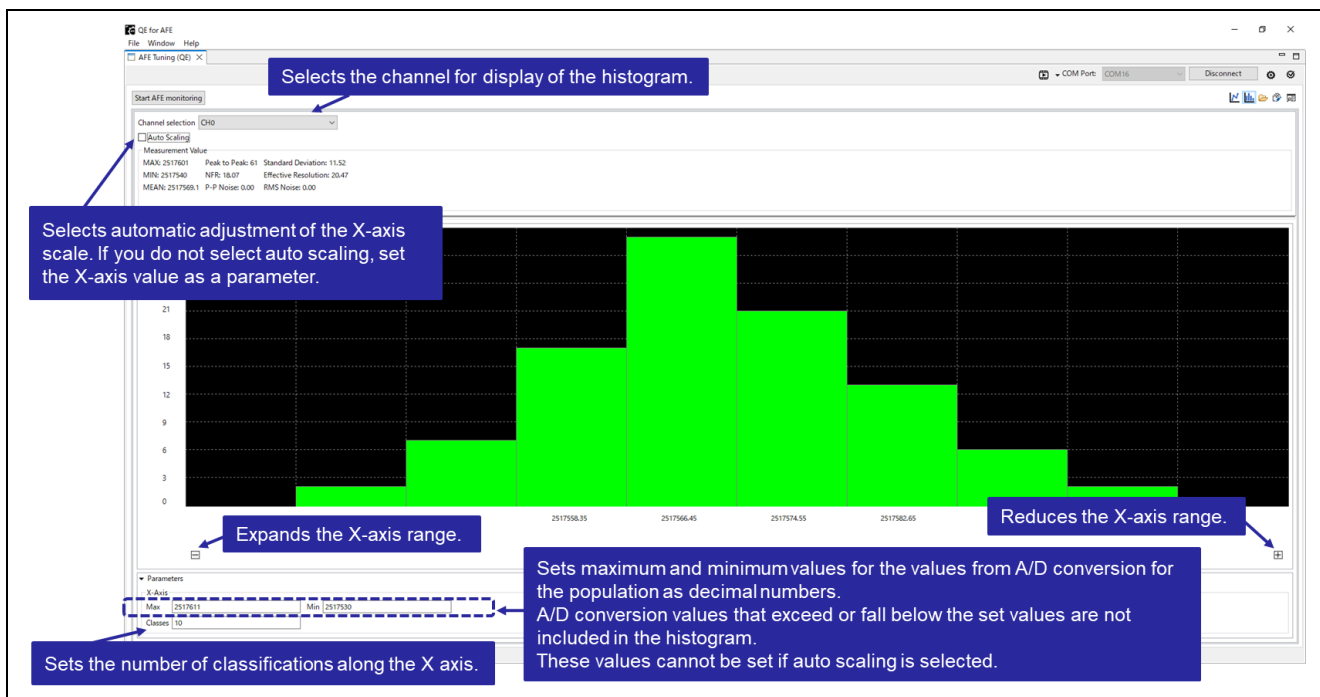 QE for AFE
File Window Help
AFE Tuning (QE)
Selects the channel for display of the histogram.
COM Port: COM16 Disconnect
Start AFE monitoring
Channel selection CH0
Auto Scaling
Measurement Value
MAX: 2517601 Peak to Peak: 61 Standard Deviation: 11.52
MIN: 2517540 NFR: 18.07 Effective Resolution: 20.47
MEAN: 2517569.1 P-P Noise: 0.00 RMS Noise: 0.00
Selects automatic adjustment of the X-axis
scale. If you do not select auto scaling, set
the X-axis value as a parameter.
21
18
15
12
9
6
3
0
2517558.35 2517566.45 2517574.55 2517582.65
Expands the X-axis range.
Reduces the X-axis range.
Parameters
X-Axis
Max 2517611 Min 2517530
Classes 10
Sets maximum and minimum values for the values from A/D conversion for
the population as decimal numbers.
A/D conversion values that exceed or fall below the set values are not
included in the histogram.
These values cannot be set if auto scaling is selected.
Sets the number of classifications along the X axis.